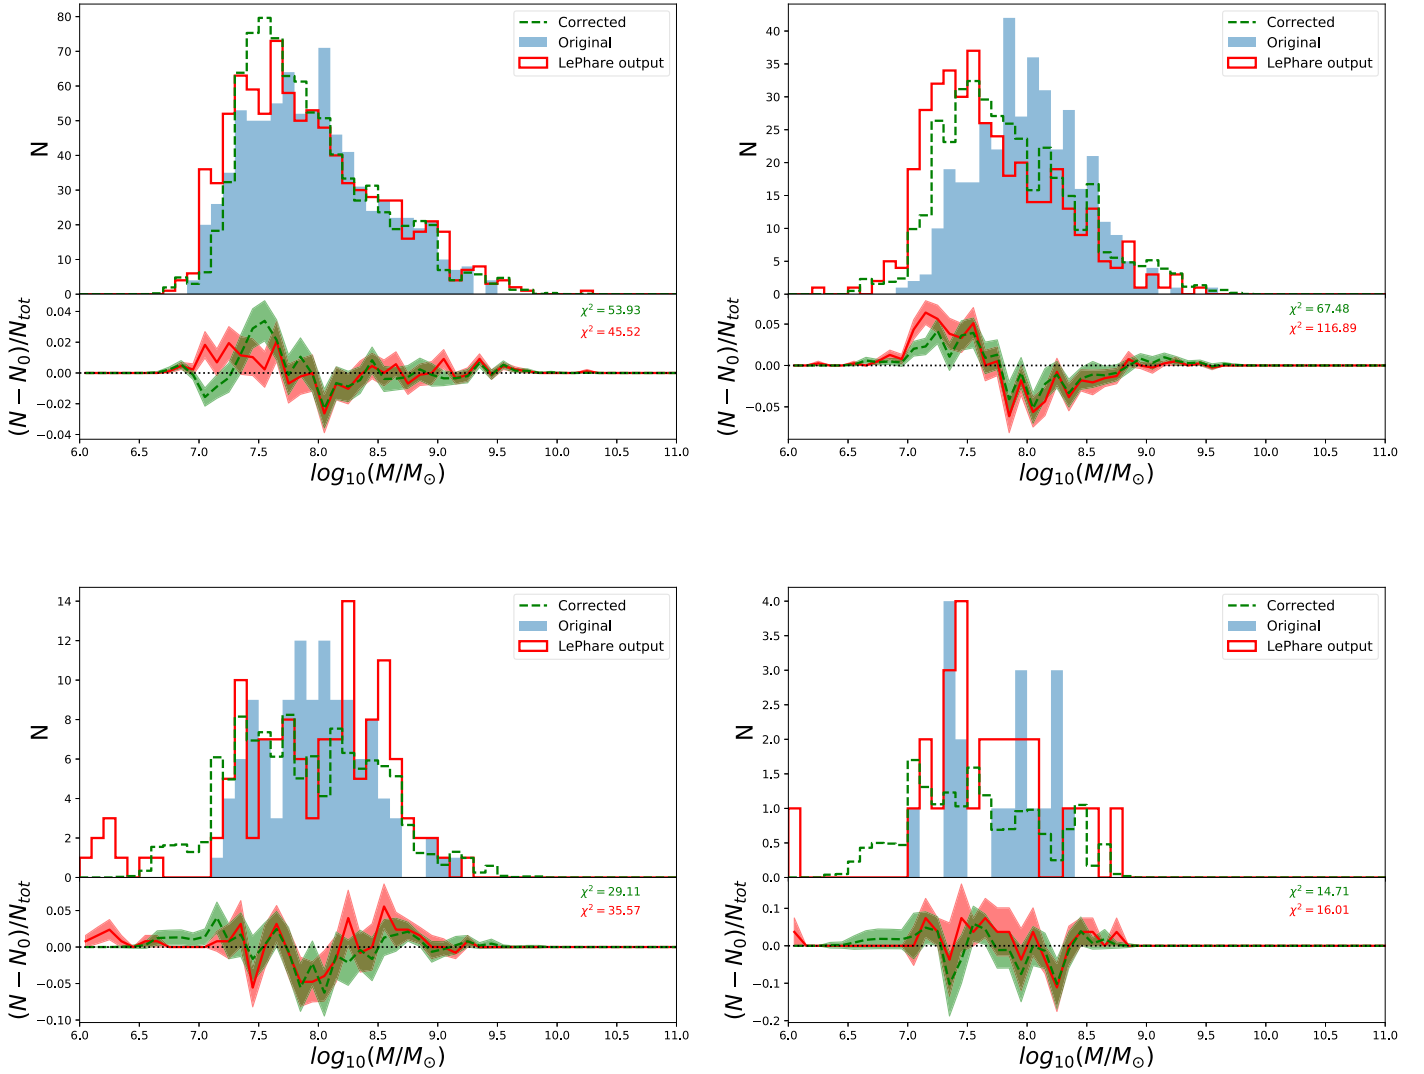 80
70
60
50
40
30
20
10
0
N
Corrected
Original
LePhare output
0.04
0.02
0.00
−0.02
−0.04
(N − N₀)/Nₜₒₜ
χ² = 53.93
χ² = 45.52
6.0 6.5 7.0 7.5 8.0 8.5 9.0 9.5 10.0 10.5 11.0
log₁₀(M/M⊙)
40
35
30
25
20
15
10
5
0
N
Corrected
Original
LePhare output
0.05
0.00
−0.05
(N − N₀)/Nₜₒₜ
χ² = 67.48
χ² = 116.89
6.0 6.5 7.0 7.5 8.0 8.5 9.0 9.5 10.0 10.5 11.0
log₁₀(M/M⊙)
14
12
10
8
6
4
2
0
N
Corrected
Original
LePhare output
0.05
0.00
−0.05
−0.10
(N − N₀)/Nₜₒₜ
χ² = 29.11
χ² = 35.57
6.0 6.5 7.0 7.5 8.0 8.5 9.0 9.5 10.0 10.5 11.0
log₁₀(M/M⊙)
4.0
3.5
3.0
2.5
2.0
1.5
1.0
0.5
0.0
N
Corrected
Original
LePhare output
0.1
0.0
−0.1
−0.2
(N − N₀)/Nₜₒₜ
χ² = 14.71
χ² = 16.01
6.0 6.5 7.0 7.5 8.0 8.5 9.0 9.5 10.0 10.5 11.0
log₁₀(M/M⊙)